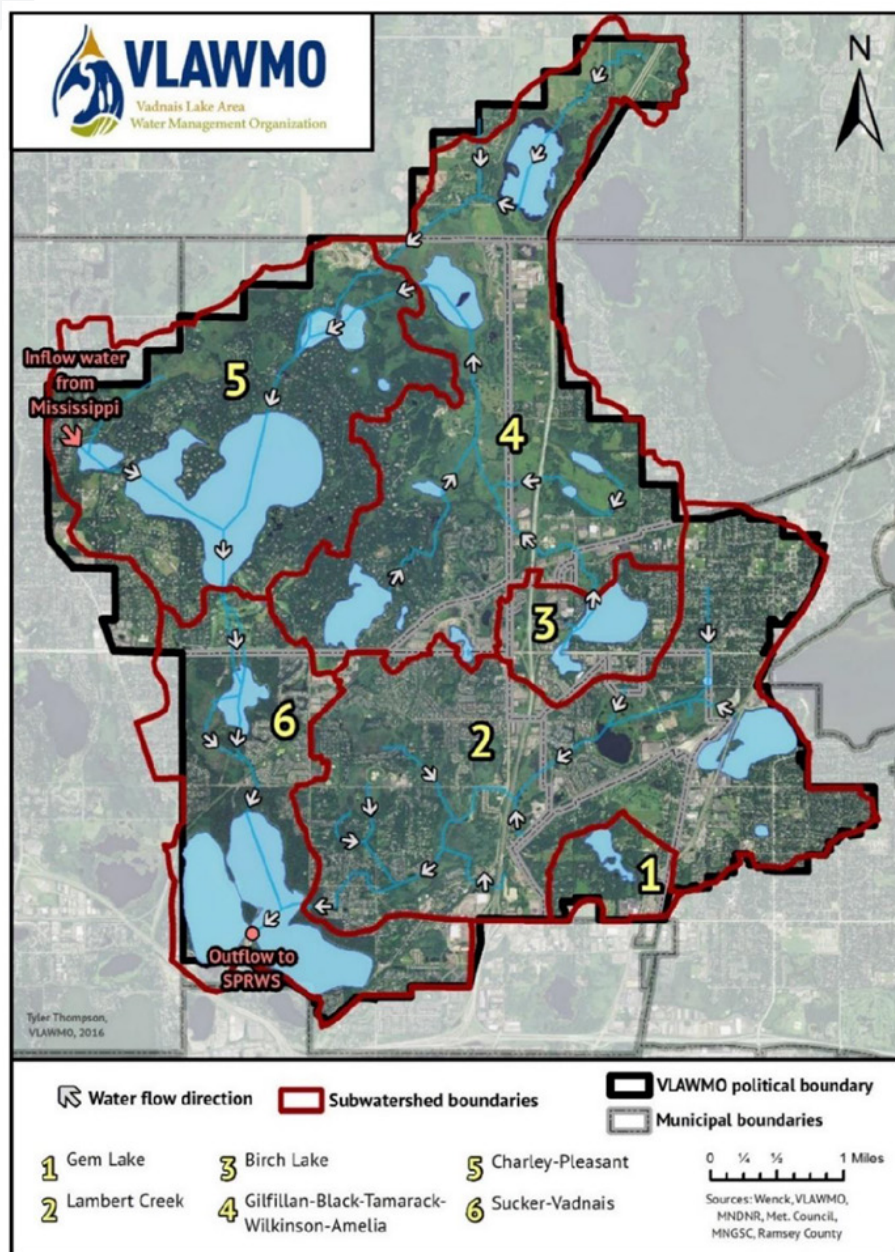 VLAWMO
Vadnais Lake Area
Water Management Organization
N
Inflow water
from
Mississippi
5
4
3
6
2
1
Outflow to
SPRWS
Tyler Thompson,
VLAWMO, 2016
Water flow direction
Subwatershed boundaries
VLAWMO political boundary
Municipal boundaries
1 Gem Lake
2 Lambert Creek
3 Birch Lake
4 Gilfillan-Black-Tamarack-
Wilkinson-Amelia
5 Charley-Pleasant
6 Sucker-Vadnais
0 ¼ ½ 1 Miles
Sources: Wenck, VLAWMO,
MNDNR, Met. Council,
MNGSC, Ramsey County